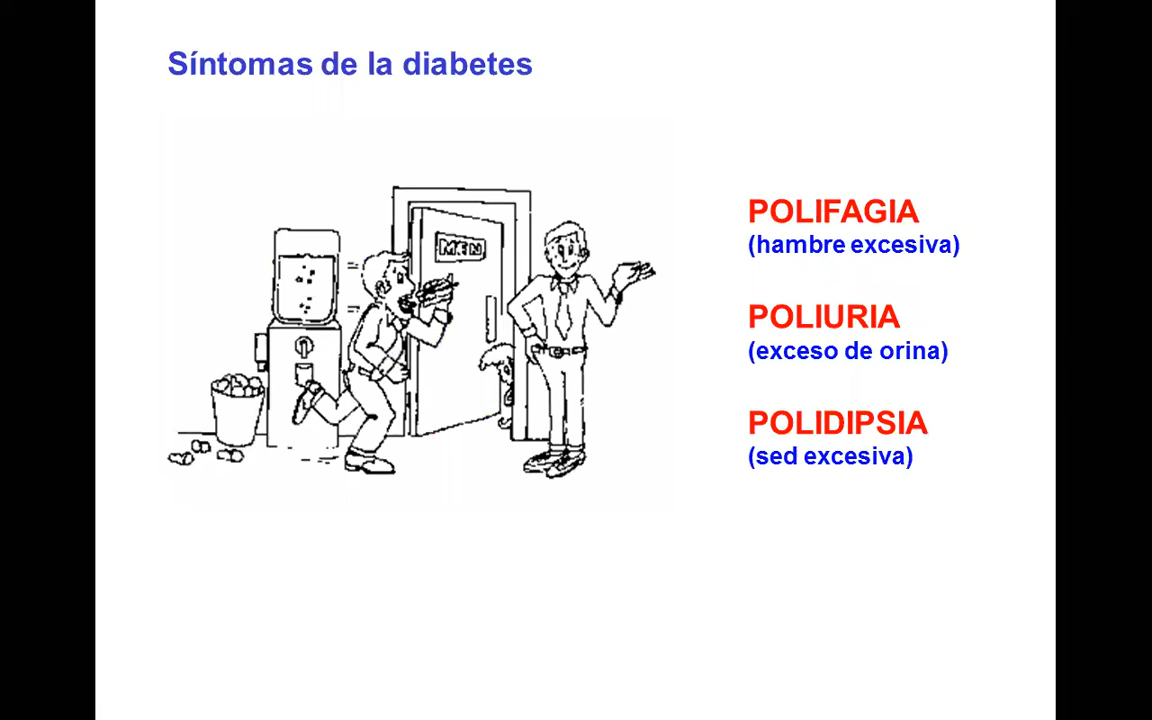 Síntomas de la diabetes
MEN
POLIFAGIA
(hambre excesiva)
POLIURIA
(exceso de orina)
POLIDIPSIA
(sed excesiva)